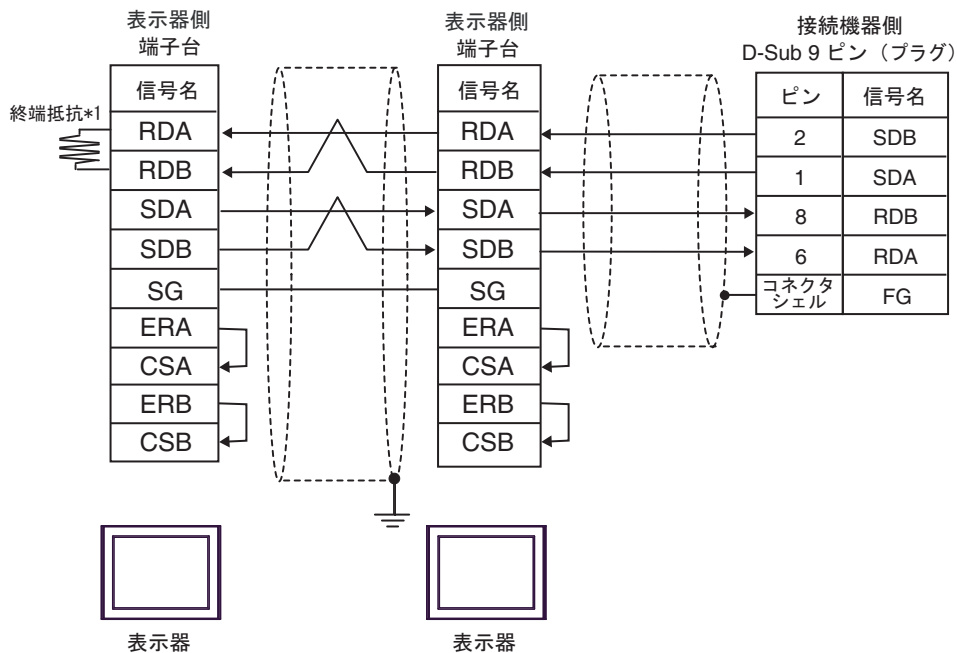 表示器側
端子台
信号名
RDA
RDB
SDA
SDB
SG
ERA
CSA
ERB
CSB
終端抵抗*1
表示器
表示器側
端子台
信号名
RDA
RDB
SDA
SDB
SG
ERA
CSA
ERB
CSB
表示器
接続機器側
D-Sub 9 ピン（プラグ）
ピン 信号名
2 SDB
1 SDA
8 RDB
6 RDA
コネクタ
シェル FG